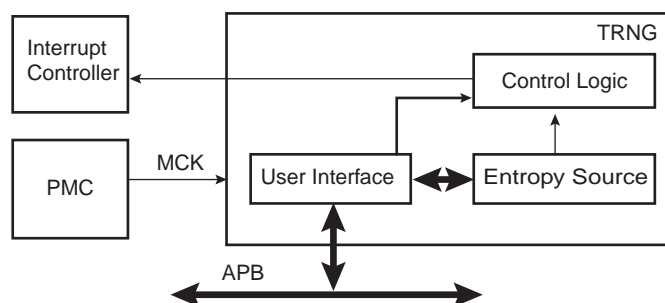 TRNG
Interrupt
Controller
Control Logic
MCK
PMC
User Interface
Entropy Source
APB